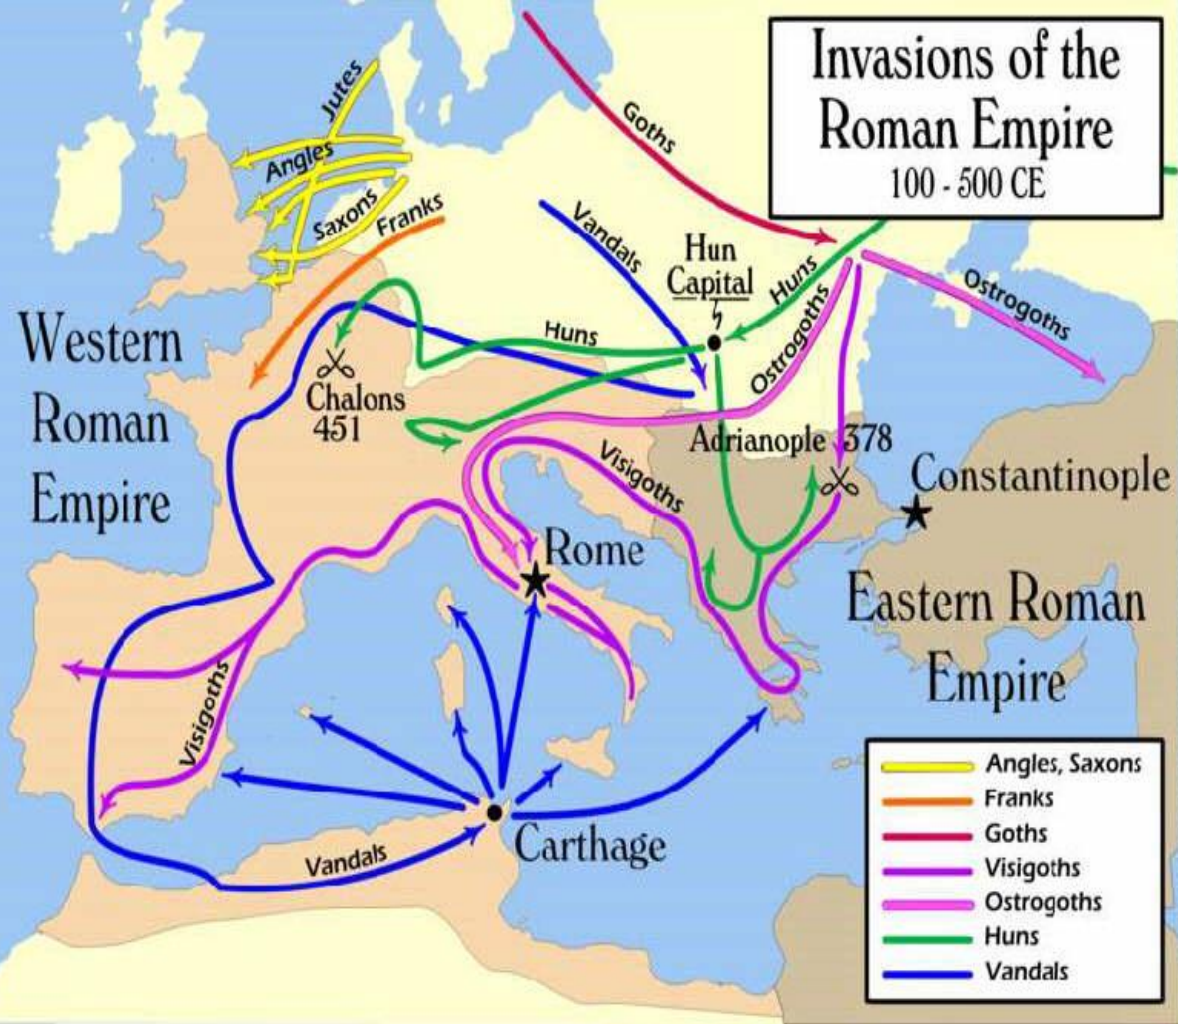 Invasions of the
Roman Empire
100 - 500 CE
Jutes
Angles
Saxons
Franks
Goths
Vandals
Hun
Capital
Huns
Ostrogoths
Ostrogoths
Huns
Western
Roman
Empire
Chalons
451
Adrianople 378
Visigoths
Constantinople
Rome
Eastern Roman
Empire
Visigoths
Carthage
Vandals
Angles, Saxons
Franks
Goths
Visigoths
Ostrogoths
Huns
Vandals